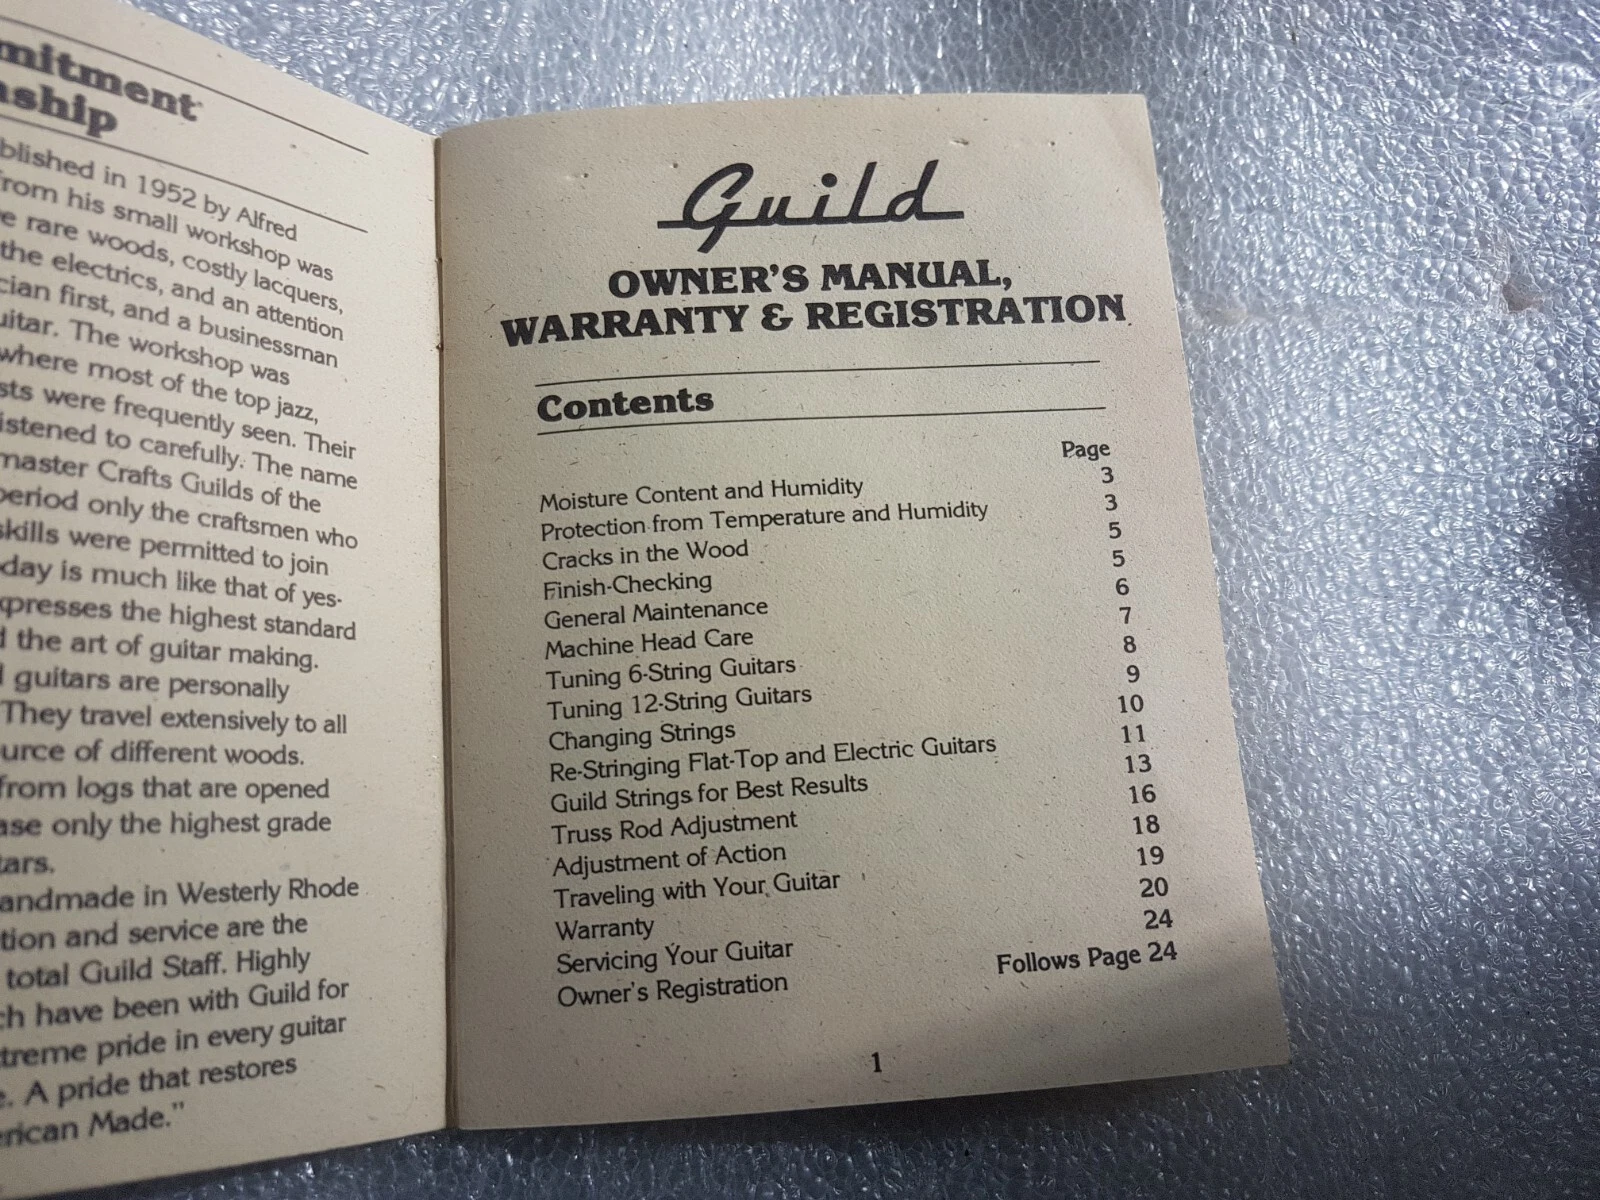 mitment
ship
blished in 1952 by Alfred
from his small workshop was
rare woods, costly lacquers,
the electrics, and an attention
cian first, and a businessman
uitar. The workshop was
where most of the top jazz,
sts were frequently seen. Their
istened to carefully. The name
master Crafts Guilds of the
period only the craftsmen who
skills were permitted to join
day is much like that of yes-
xpresses the highest standard
the art of guitar making.
guitars are personally
They travel extensively to all
urce of different woods.
from logs that are opened
ase only the highest grade
tars.
andmade in Westerly Rhode
tion and service are the
total Guild Staff. Highly
ch have been with Guild for
treme pride in every guitar
e. A pride that restores
erican Made."
Guild
OWNER'S MANUAL,
WARRANTY & REGISTRATION
Contents
Page
Moisture Content and Humidity 3
Protection from Temperature and Humidity 3
Cracks in the Wood 5
Finish-Checking 5
General Maintenance 6
Machine Head Care 7
Tuning 6-String Guitars 8
Tuning 12-String Guitars 9
Changing Strings 10
Re-Stringing Flat-Top and Electric Guitars 11
Guild Strings for Best Results 13
Truss Rod Adjustment 16
Adjustment of Action 18
Traveling with Your Guitar 19
Warranty 20
Servicing Your Guitar 24
Owner's Registration Follows Page 24
1